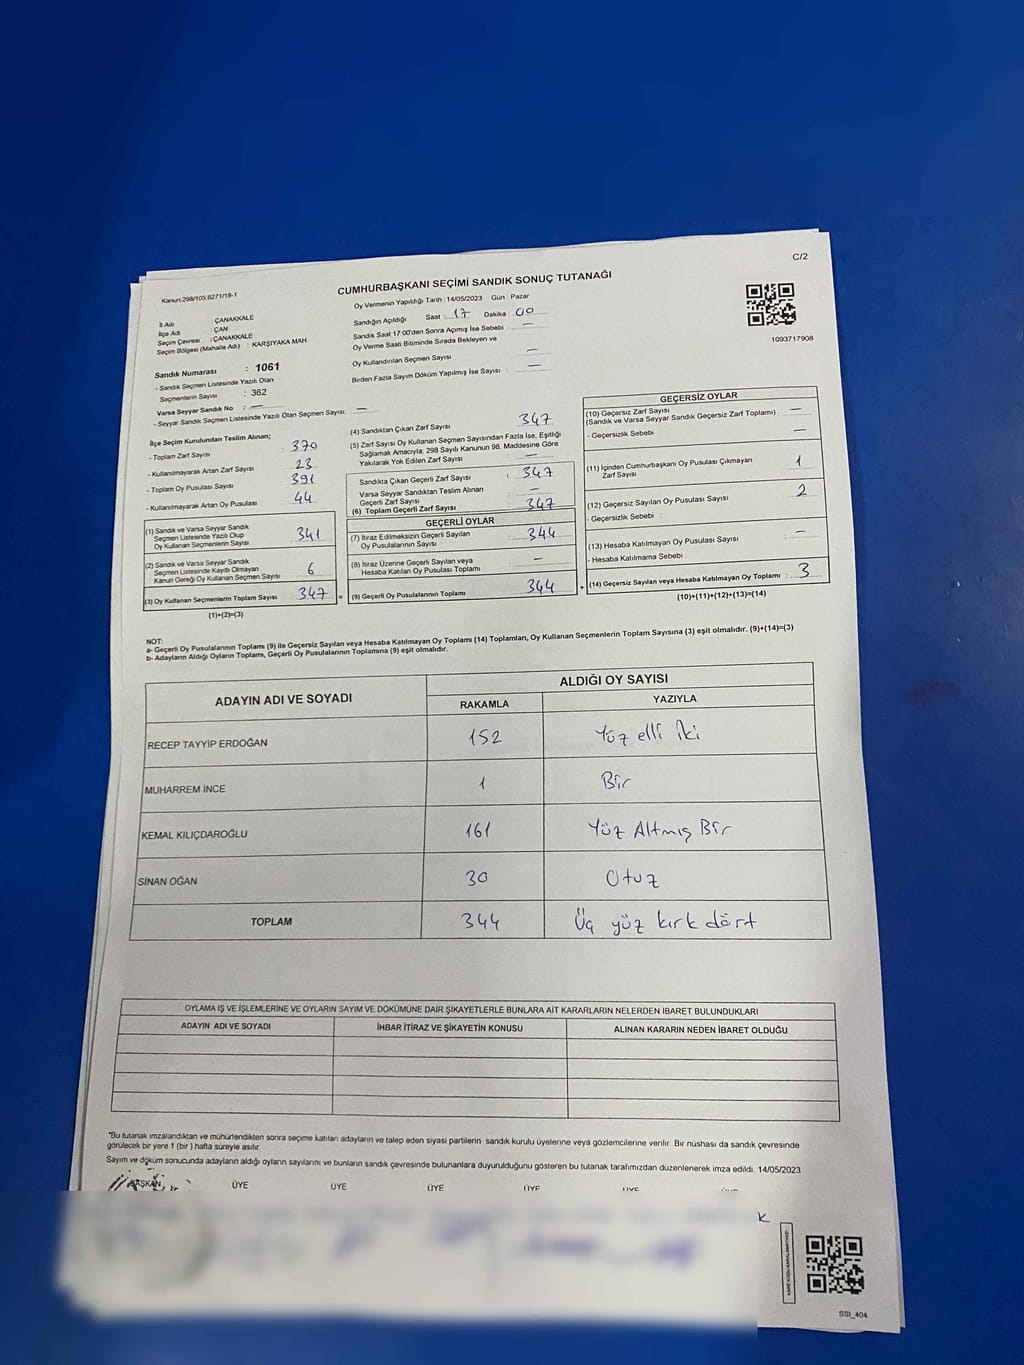 C/2
Kanun:298/105,6271/18-1
CUMHURBAŞKANI SEÇİMİ SANDIK SONUÇ TUTANAĞI
Oy Vermenin Yapıldığı Tarih : 14/05/2023 Gün : Pazar
İl Adı : ÇANAKKALE
İlçe Adı : ÇAN
Seçim Çevresi : ÇANAKKALE
Seçim Bölgesi (Mahalle Adı) : KARŞIYAKA MAH.
Sandığın Açıldığı Saat : 17 Dakika : 00
Sandık Saat 17:00'den Sonra Açımış İse Sebebi : —
Oy Verme Saati Bitiminde Sırada Bekleyen ve
Oy Kullandırılan Seçmen Sayısı : —
Birden Fazla Sayım Döküm Yapılmış İse Sayısı : —
1093717908
Sandık Numarası : 1061
- Sandık Seçmen Listesinde Yazılı Olan
Seçmenlerin Sayısı : 362
Varsa Seyyar Sandık No : —
- Seyyar Sandık Seçmen Listesinde Yazılı Olan Seçmen Sayısı: —
İlçe Seçim Kurulundan Teslim Alınan;
- Toplam Zarf Sayısı : 370
- Kullanılmayarak Artan Zarf Sayısı : 23
- Toplam Oy Pusulası Sayısı : 391
- Kullanılmayarak Artan Oy Pusulası : 44
(1) Sandık ve Varsa Seyyar Sandık
Seçmen Listesinde Yazılı Olup
Oy Kullanan Seçmenlerin Sayısı : 341
(2) Sandık ve Varsa Seyyar Sandık
Seçmen Listesinde Kayıtlı Olmayan
Kanun Gereği Oy Kullanan Seçmen Sayısı : 6
(3) Oy Kullanan Seçmenlerin Toplam Sayısı : 347 =
(1)+(2)=(3)
(4) Sandıktan Çıkan Zarf Sayısı : 347
(5) Zarf Sayısı Oy Kullanan Seçmen Sayısından Fazla İse, Eşitliği
Sağlamak Amacıyla; 298 Sayılı Kanunun 98. Maddesine Göre
Yakılarak Yok Edilen Zarf Sayısı : —
Sandıkta Çıkan Geçerli Zarf Sayısı : 347
Varsa Seyyar Sandıktan Teslim Alınan
Geçerli Zarf Sayısı : —
(6) Toplam Geçerli Zarf Sayısı : 347
GEÇERLİ OYLAR
(7) İtiraz Edilmeksizin Geçerli Sayılan
Oy Pusulalarının Sayısı : 344
(8) İtiraz Üzerine Geçerli Sayılan veya
Hesaba Katılan Oy Pusulası Toplamı : —
(9) Geçerli Oy Pusulalarının Toplamı : 344 +
GEÇERSİZ OYLAR
(10) Geçersiz Zarf Sayısı : —
(Sandık ve Varsa Seyyar Sandık Geçersiz Zarf Toplamı)
- Geçersizlik Sebebi : —
(11) İçinden Cumhurbaşkanı Oy Pusulası Çıkmayan
Zarf Sayısı : 1
(12) Geçersiz Sayılan Oy Pusulası Sayısı : 2
- Geçersizlik Sebebi :
(13) Hesaba Katılmayan Oy Pusulası Sayısı : —
- Hesaba Katılmama Sebebi :
(14) Geçersiz Sayılan veya Hesaba Katılmayan Oy Toplamı : 3
(10)+(11)+(12)+(13)=(14)
NOT:
a- Geçerli Oy Pusulalarının Toplamı (9) ile Geçersiz Sayılan veya Hesaba Katılmayan Oy Toplamı (14) Toplamları, Oy Kullanan Seçmenlerin Toplam Sayısına (3) eşit olmalıdır. (9)+(14)=(3)
b- Adayların Aldığı Oyların Toplamı, Geçerli Oy Pusulalarının Toplamına (9) eşit olmalıdır.
ADAYIN ADI VE SOYADI
ALDIĞI OY SAYISI
RAKAMLA YAZIYLA
RECEP TAYYİP ERDOĞAN 152 Yüz elli iki
MUHARREM İNCE 1 Bir
KEMAL KILIÇDAROĞLU 161 Yüz Altmış Bir
SİNAN OĞAN 30 Otuz
TOPLAM 344 Üç yüz kırk dört
OYLAMA İŞ VE İŞLEMLERİNE VE OYLARIN SAYIM VE DÖKÜMÜNE DAİR ŞİKAYETLERLE BUNLARA AİT KARARLARIN NELERDEN İBARET BULUNDUKLARI
ADAYIN ADI VE SOYADI İHBAR İTİRAZ VE ŞİKAYETİN KONUSU ALINAN KARARIN NEDEN İBARET OLDUĞU
*Bu tutanak imzalandıktan ve mühürlendikten sonra seçime katılan adayların ve talep eden siyasi partilerin sandık kurulu üyelerine veya gözlemcilerine verilir. Bir nüshası da sandık çevresinde
görülecek bir yere 1 (bir ) hafta süreyle asılır.
Sayım ve döküm sonucunda adayların aldığı oyların sayılarını ve bunların sandık çevresinde bulunanlara duyurulduğunu gösteren bu tutanak tarafımızdan düzenlenerek imza edildi. 14/05/2023
BAŞKAN ÜYE ÜYE ÜYE ÜYE ÜYE ÜYE
K
SSI_404